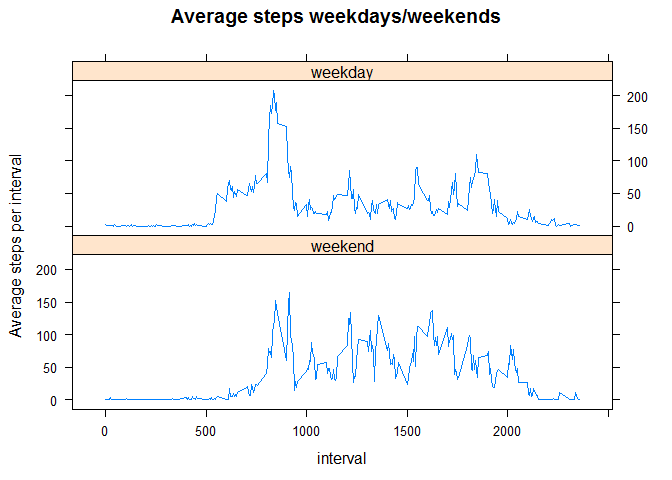 Average steps weekdays/weekends
weekday
200
150
100
50
0
Average steps per interval
weekend
200
150
100
50
0
0 500 1000 1500 2000
interval